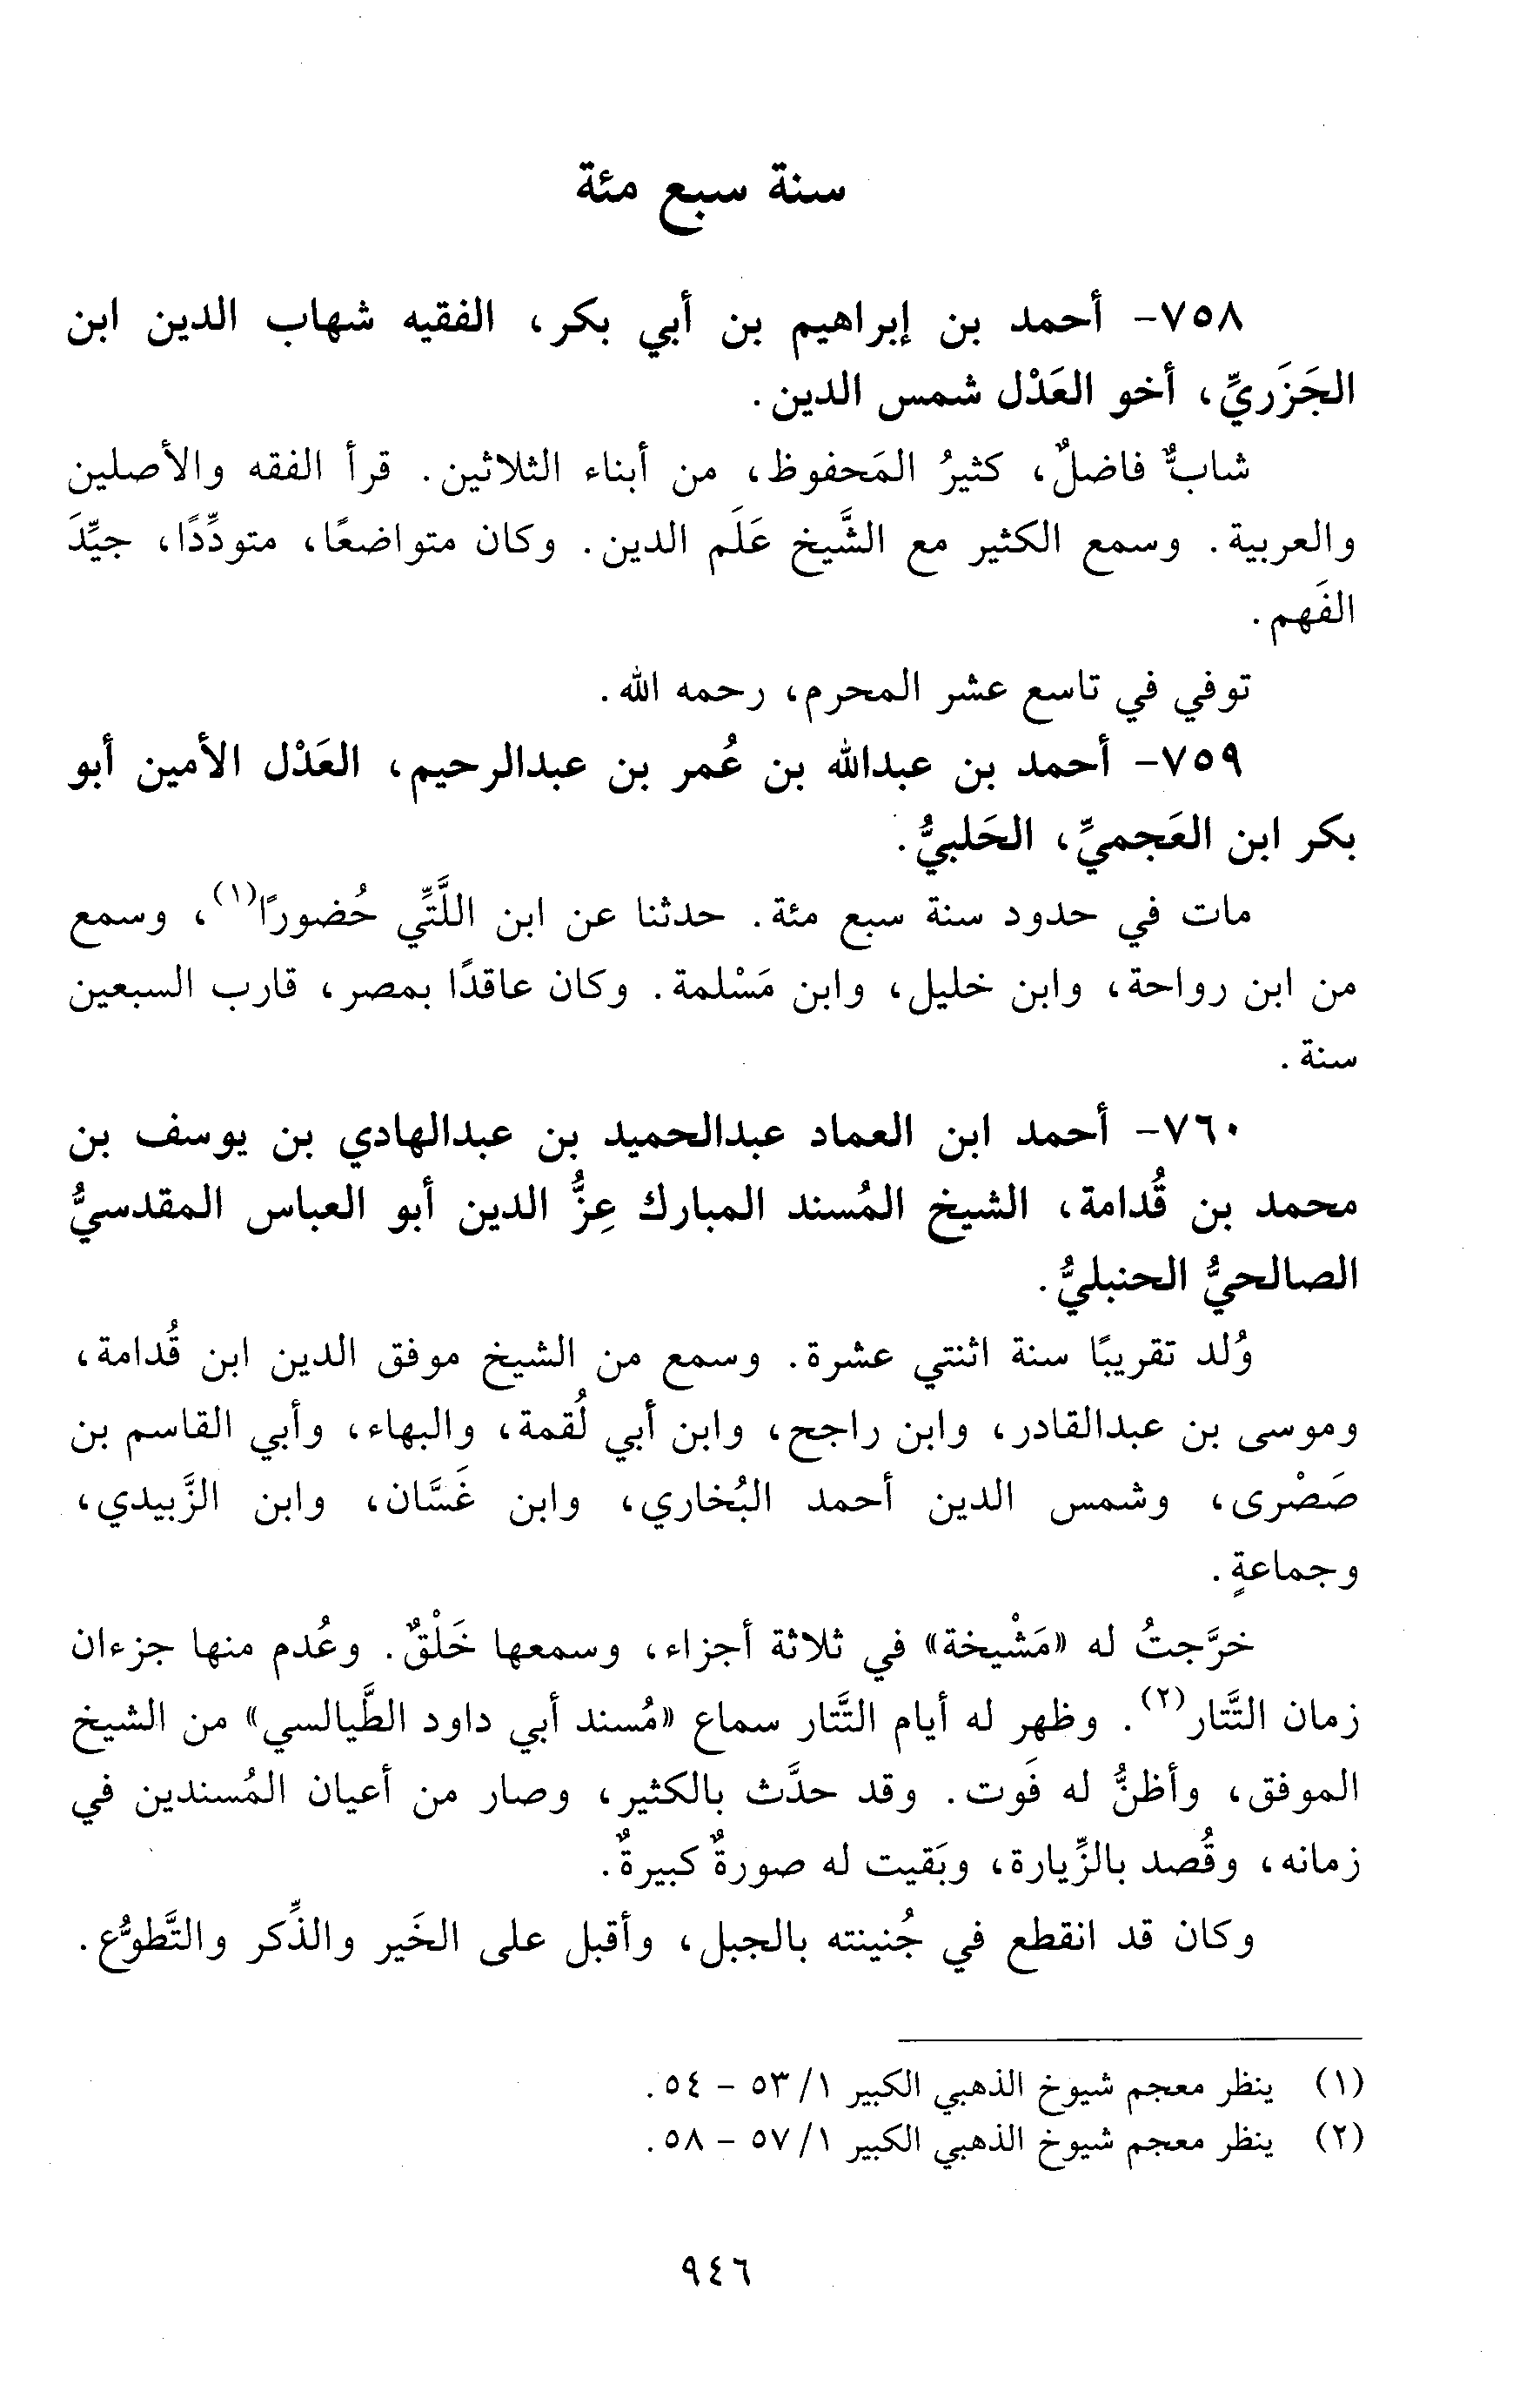 سنة سبع مئة
٧٥٨- أحمد بن إبراهيم بن أبي بكر، الفقيه شهاب الدين ابن
الجَزَريِّ، أخو العَدْل شمس الدين.
شابٌّ فاضلٌ، كثيرُ المَحفوظ، من أبناء الثلاثين. قرأ الفقه والأصلين
والعربية. وسمع الكثير مع الشَّيخ عَلَم الدين. وكان متواضعًا، متودِّدًا، جيِّدَ
الفَهم.
توفي في تاسع عشر المحرم، رحمه الله.
٧٥٩- أحمد بن عبدالله بن عُمر بن عبدالرحيم، العَدْل الأمين أبو
بكر ابن العَجميِّ، الحَلبيُّ.
مات في حدود سنة سبع مئة. حدثنا عن ابن اللَّتِّي حُضورًا(١)، وسمع
من ابن رواحة، وابن خليل، وابن مَسْلمة. وكان عاقدًا بمصر، قارب السبعين
سنة.
٧٦٠- أحمد ابن العماد عبدالحميد بن عبدالهادي بن يوسف بن
محمد بن قُدامة، الشيخ المُسند المبارك عِزُّ الدين أبو العباس المقدسيُّ
الصالحيُّ الحنبليُّ.
وُلد تقريبًا سنة اثنتي عشرة. وسمع من الشيخ موفق الدين ابن قُدامة،
وموسى بن عبدالقادر، وابن راجح، وابن أبي لُقمة، والبهاء، وأبي القاسم بن
صَصْرى، وشمس الدين أحمد البُخاري، وابن غَسَّان، وابن الزَّبيدي،
وجماعةٍ.
خرَّجتُ له «مَشْيخة» في ثلاثة أجزاء، وسمعها خَلْقٌ. وعُدم منها جزءان
زمان التَّتار(٢). وظهر له أيام التَّتار سماع «مُسند أبي داود الطَّيالسي» من الشيخ
الموفق، وأظنُّ له فَوت. وقد حدَّث بالكثير، وصار من أعيان المُسندين في
زمانه، وقُصد بالزِّيارة، وبَقيت له صورةٌ كبيرةٌ.
وكان قد انقطع في جُنينته بالجبل، وأقبل على الخَير والذِّكر والتَّطوُّع.
(١) ينظر معجم شيوخ الذهبي الكبير ١/ ٥٣ - ٥٤.
(٢) ينظر معجم شيوخ الذهبي الكبير ١/ ٥٧ - ٥٨.
٩٤٦